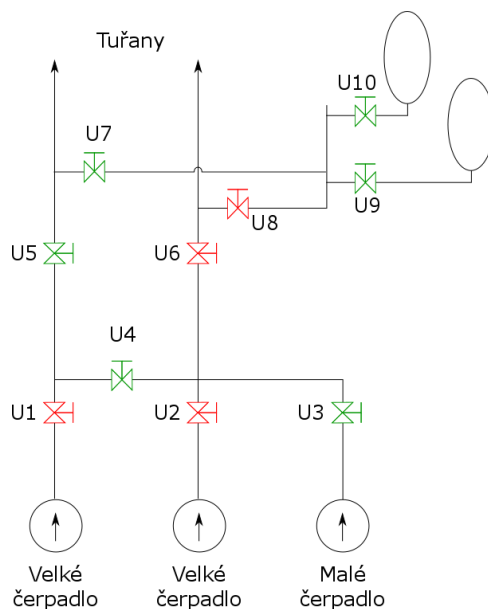 Tuřany
U10
U7
U9
U8
U5
U6
U4
U1
U2
U3
Velké
čerpadlo
Velké
čerpadlo
Malé
čerpadlo